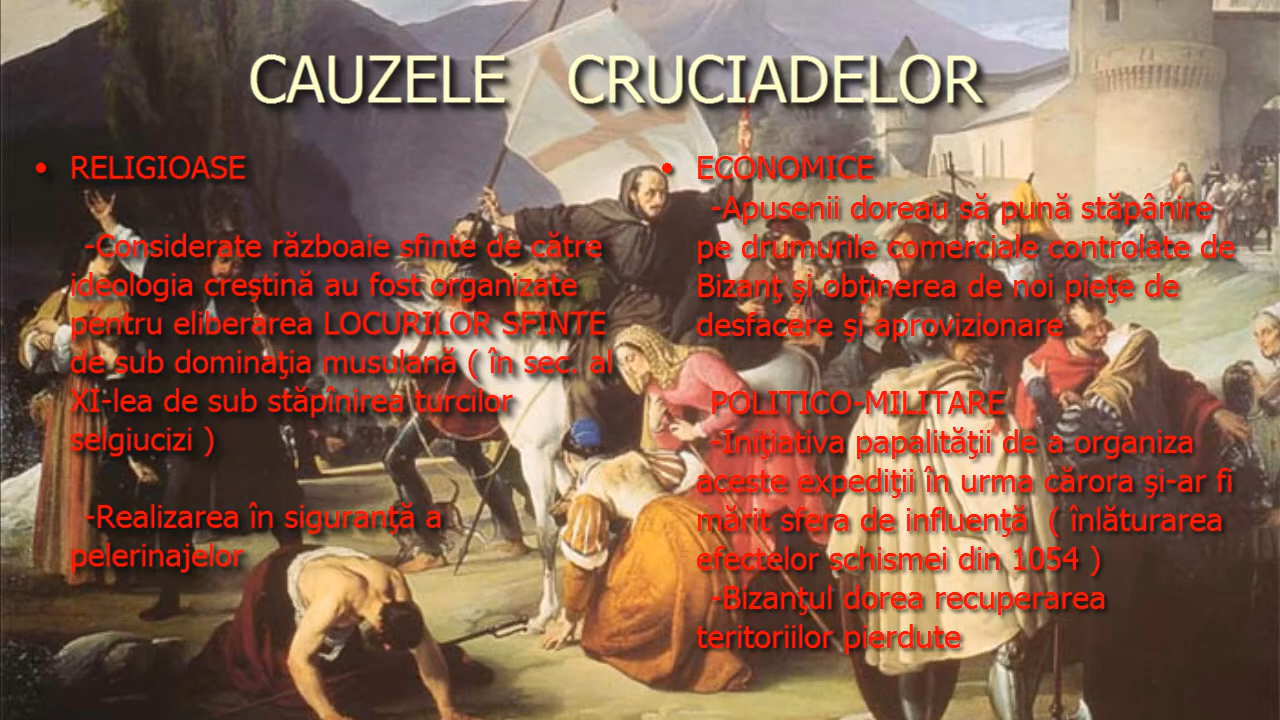 CAUZELE CRUCIADELOR
• RELIGIOASE
-Considerate războaie sfinte de către
ideologia creştină au fost organizate
pentru eliberarea LOCURILOR SFINTE
de sub dominaţia musulană ( în sec. al
XI-lea de sub stăpînirea turcilor
selgiucizi )
-Realizarea în siguranţă a
pelerinajelor
• ECONOMICE
-Apusenii doreau să pună stăpânire
pe drumurile comerciale controlate de
Bizanţ şi obţinerea de noi pieţe de
desfacere şi aprovizionare
POLITICO-MILITARE
-Iniţiativa papalităţii de a organiza
aceste expediţii în urma cărora şi-ar fi
mărit sfera de influenţă ( înlăturarea
efectelor schismei din 1054 )
-Bizanţul dorea recuperarea
teritoriilor pierdute